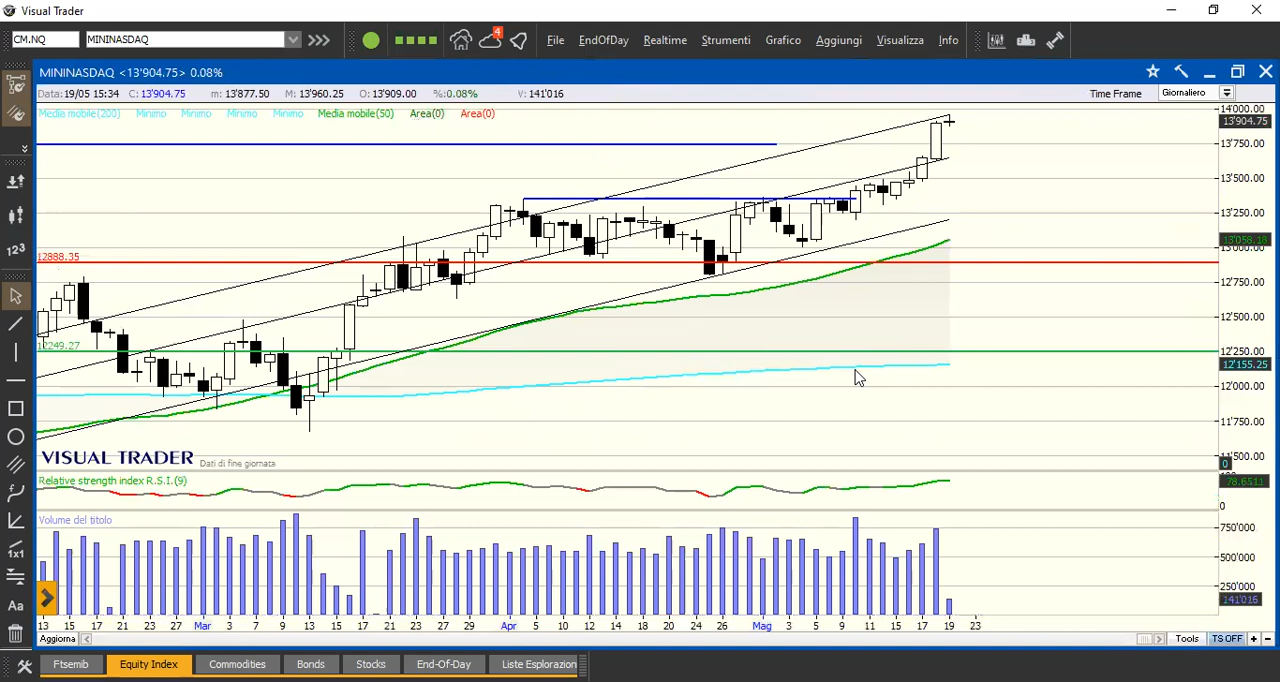 Visual Trader
CM.NQ MININASDAQ 4 File EndOfDay Realtime Strumenti Grafico Aggiungi Visualizza Info
MININASDAQ <13'904.75> 0.08%
Data:19/05 15:34 C:13'904.75 m:13'877.50 M:13'960.25 O:13'909.00 %:0.08% V:141'016 Time Frame Giornaliero
Media mobile(200) Minimo Minimo Minimo Minimo Media mobile(50) Area(0) Area(0)
14'000.00
13'904.75
13'750.00
13'500.00
13'250.00
13'058.18
13'000.00
12888.35
12'750.00
12'500.00
12249.27
12'250.00
12'155.25
12'000.00
11'750.00
11'500.00
VISUAL TRADER Dati di fine giornata
0
Relative strength index R.S.I.(9)
78.6511
0
Volume del titolo
750'000
500'000
250'000
141'016
13 15 17 21 23 27 Mar 3 7 9 13 15 17 21 23 27 29 Apr 5 10 12 14 18 20 24 26 Mag 3 5 9 11 15 17 19 23
Aggiorna Tools TS OFF + −
Ftsemib Equity Index Commodities Bonds Stocks End-Of-Day Liste Esplorazion
123
1x1
Aa